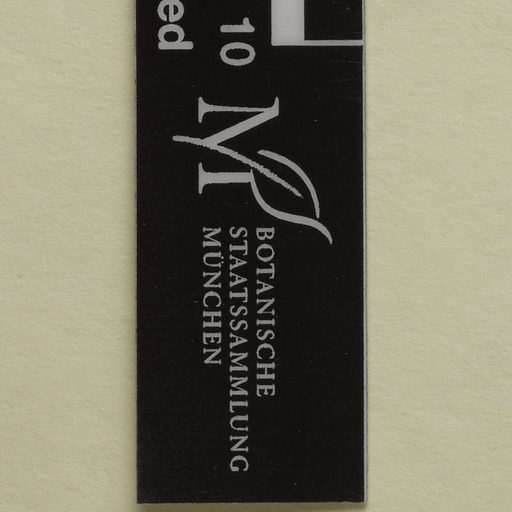 10
ed
M
BOTANISCHE
STAATSSAMMLUNG
MÜNCHEN